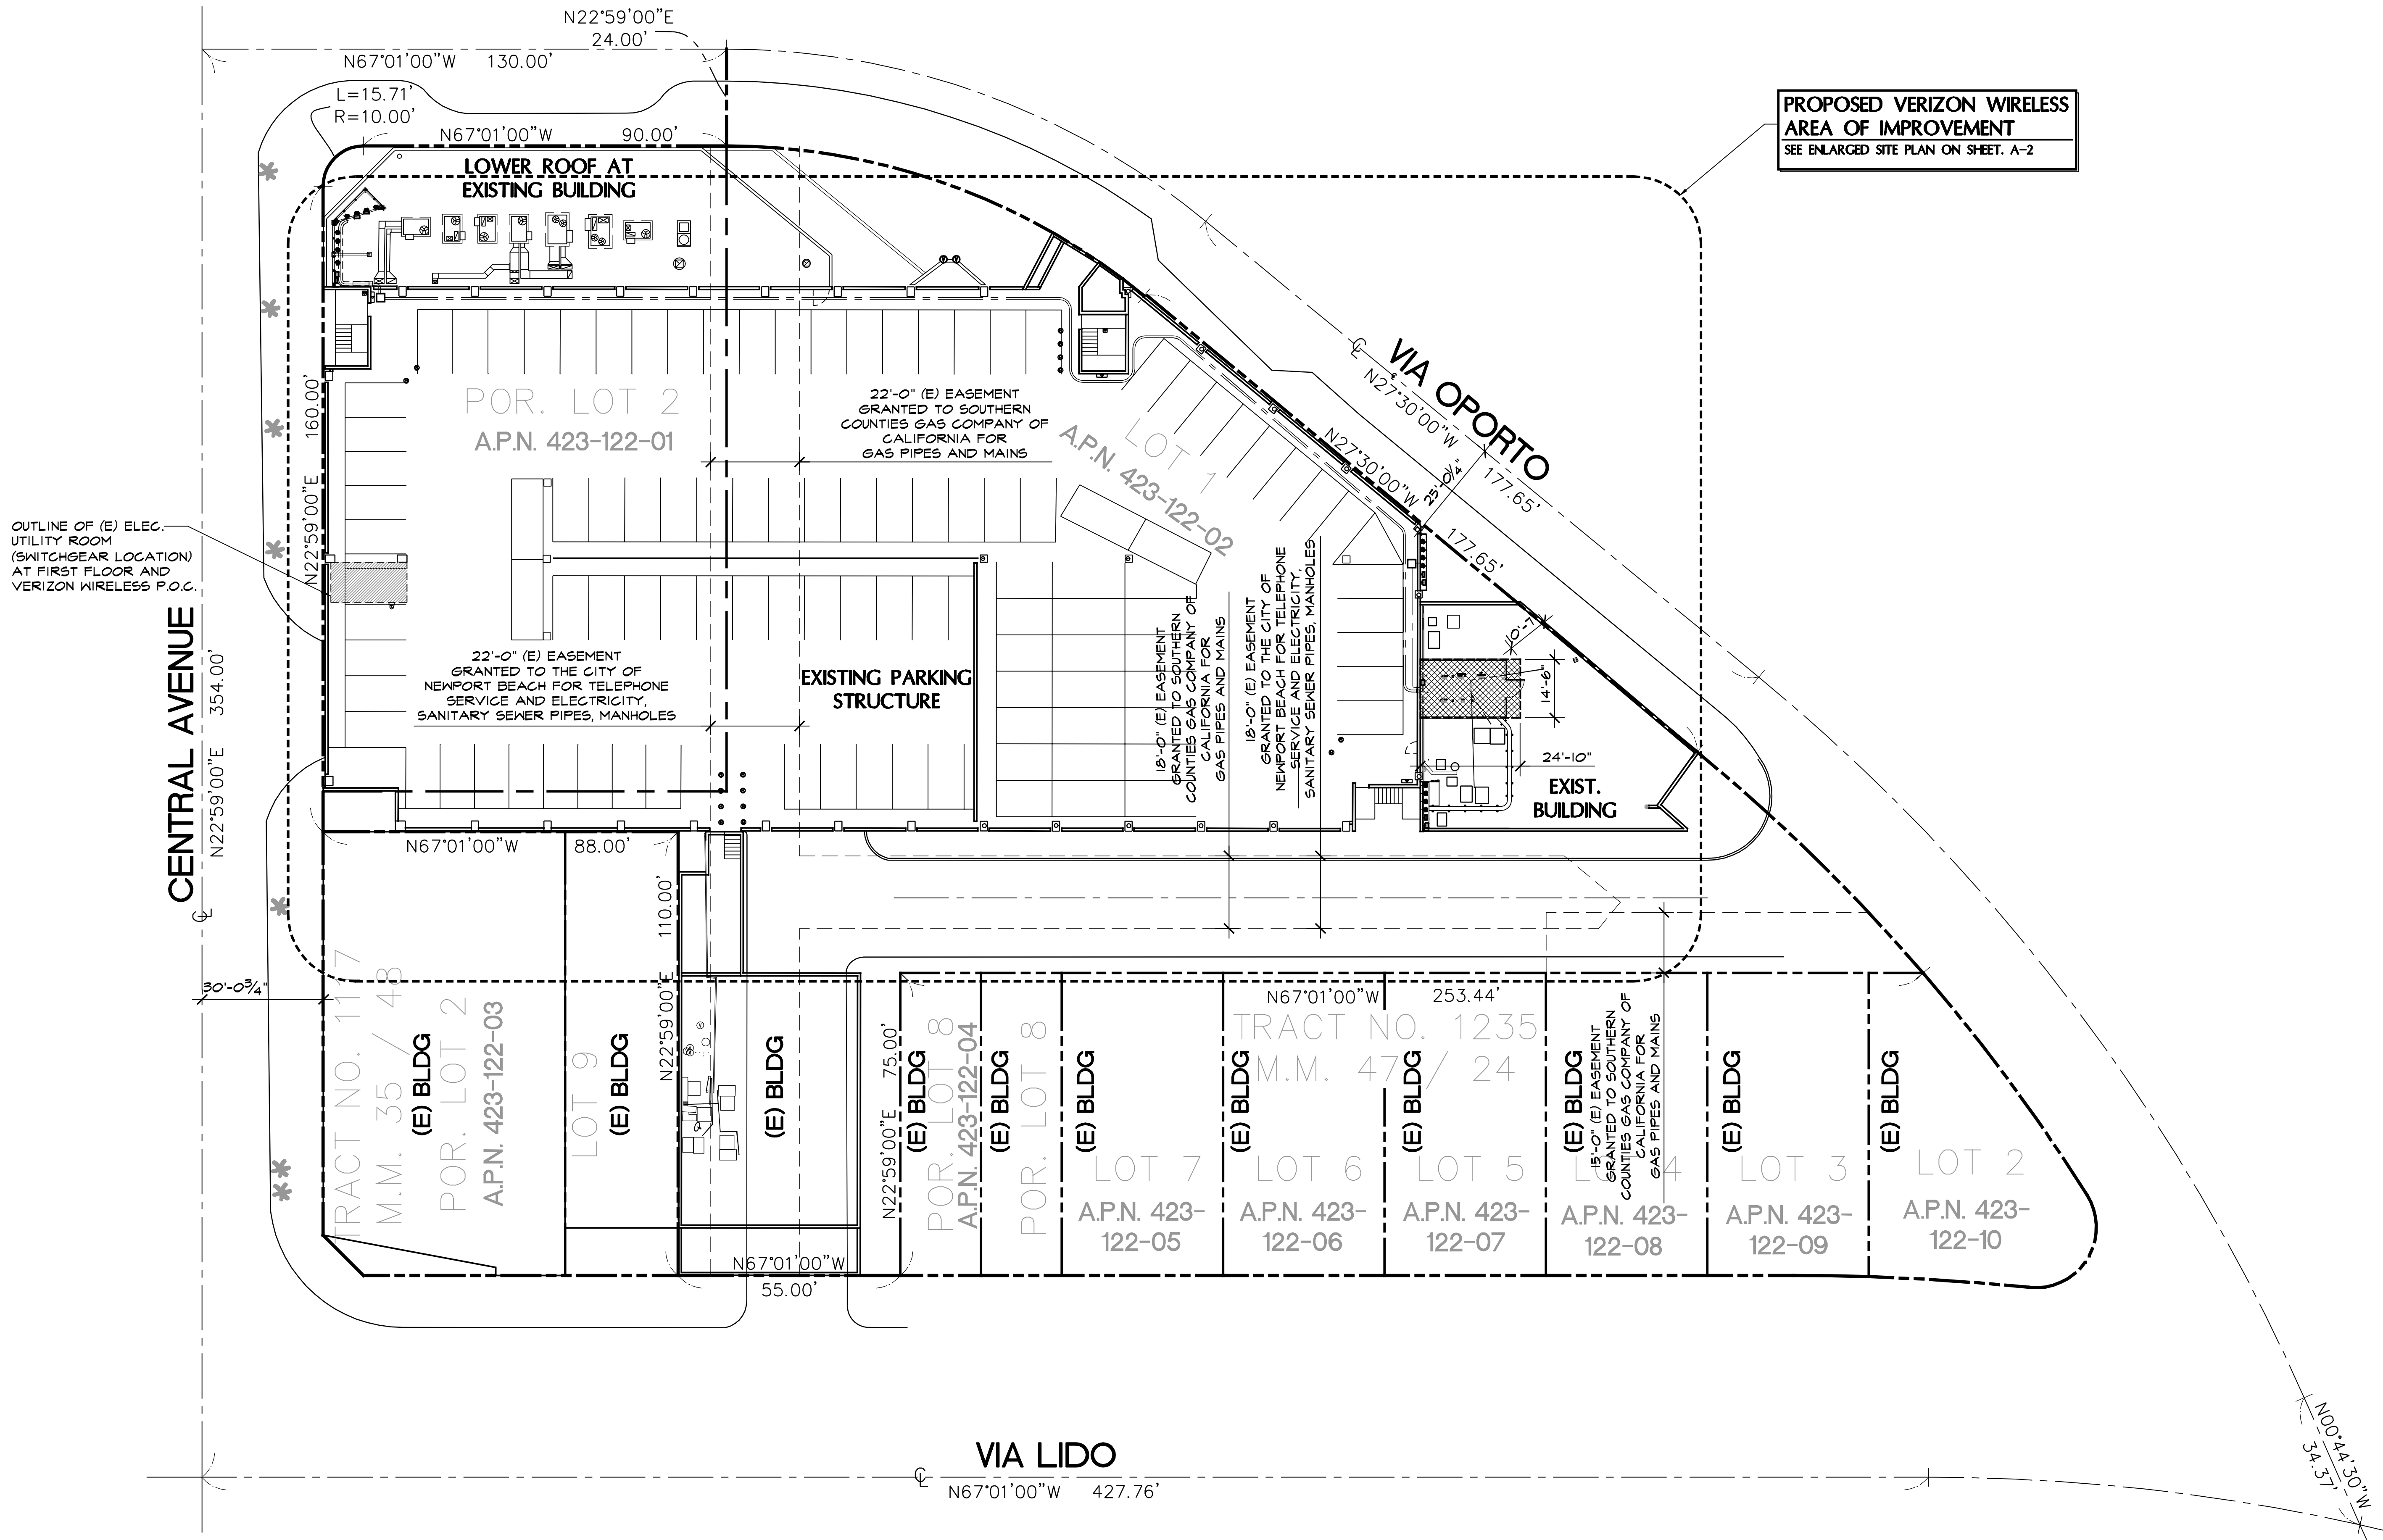 N22°59'00"E
24.00'
N67°01'00"W 130.00'
L=15.71'
R=10.00'
N67°01'00"W 90.00'
PROPOSED VERIZON WIRELESS
AREA OF IMPROVEMENT
SEE ENLARGED SITE PLAN ON SHEET. A-2
LOWER ROOF AT
EXISTING BUILDING
VIA OPORTO
N27°30'00"W
177.65'
N27°30'00"W
177.65'
25'-0¼"
160.00'
N22°59'00"E
POR. LOT 2
A.P.N. 423-122-01
22'-0" (E) EASEMENT
GRANTED TO SOUTHERN
COUNTIES GAS COMPANY OF
CALIFORNIA FOR
GAS PIPES AND MAINS
LOT 1
A.P.N. 423-122-02
OUTLINE OF (E) ELEC.
UTILITY ROOM
(SWITCHGEAR LOCATION)
AT FIRST FLOOR AND
VERIZON WIRELESS P.O.C.
CENTRAL AVENUE
N22°59'00"E 354.00'
22'-0" (E) EASEMENT
GRANTED TO THE CITY OF
NEWPORT BEACH FOR TELEPHONE
SERVICE AND ELECTRICITY,
SANITARY SEWER PIPES, MANHOLES
EXISTING PARKING
STRUCTURE
18'-0" (E) EASEMENT
GRANTED TO SOUTHERN
COUNTIES GAS COMPANY OF
CALIFORNIA FOR
GAS PIPES AND MAINS
18'-0" (E) EASEMENT
GRANTED TO THE CITY OF
NEWPORT BEACH FOR TELEPHONE
SERVICE AND ELECTRICITY,
SANITARY SEWER PIPES, MANHOLES
14'-6"
24'-10"
EXIST.
BUILDING
N67°01'00"W 88.00'
110.00'
N22°59'00"E
30'-0¾"
TRACT NO. 1117
M.M. 35 / 48
(E) BLDG
POR. LOT 2
A.P.N. 423-122-03
LOT 9
(E) BLDG
(E) BLDG
N22°59'00"E 75.00'
(E) BLDG
POR. LOT 8
A.P.N. 423-122-04
(E) BLDG
POR. LOT 8
N67°01'00"W 253.44'
TRACT NO. 1235
M.M. 47 / 24
(E) BLDG
LOT 7
A.P.N. 423-
122-05
(E) BLDG
LOT 6
A.P.N. 423-
122-06
(E) BLDG
LOT 5
A.P.N. 423-
122-07
(E) BLDG
15'-0" (E) EASEMENT
GRANTED TO SOUTHERN
COUNTIES GAS COMPANY OF
CALIFORNIA FOR
GAS PIPES AND MAINS
LOT 4
A.P.N. 423-
122-08
(E) BLDG
LOT 3
A.P.N. 423-
122-09
(E) BLDG
LOT 2
A.P.N. 423-
122-10
N67°01'00"W
55.00'
VIA LIDO
N67°01'00"W 427.76'
N00°44'30"W
34.37'